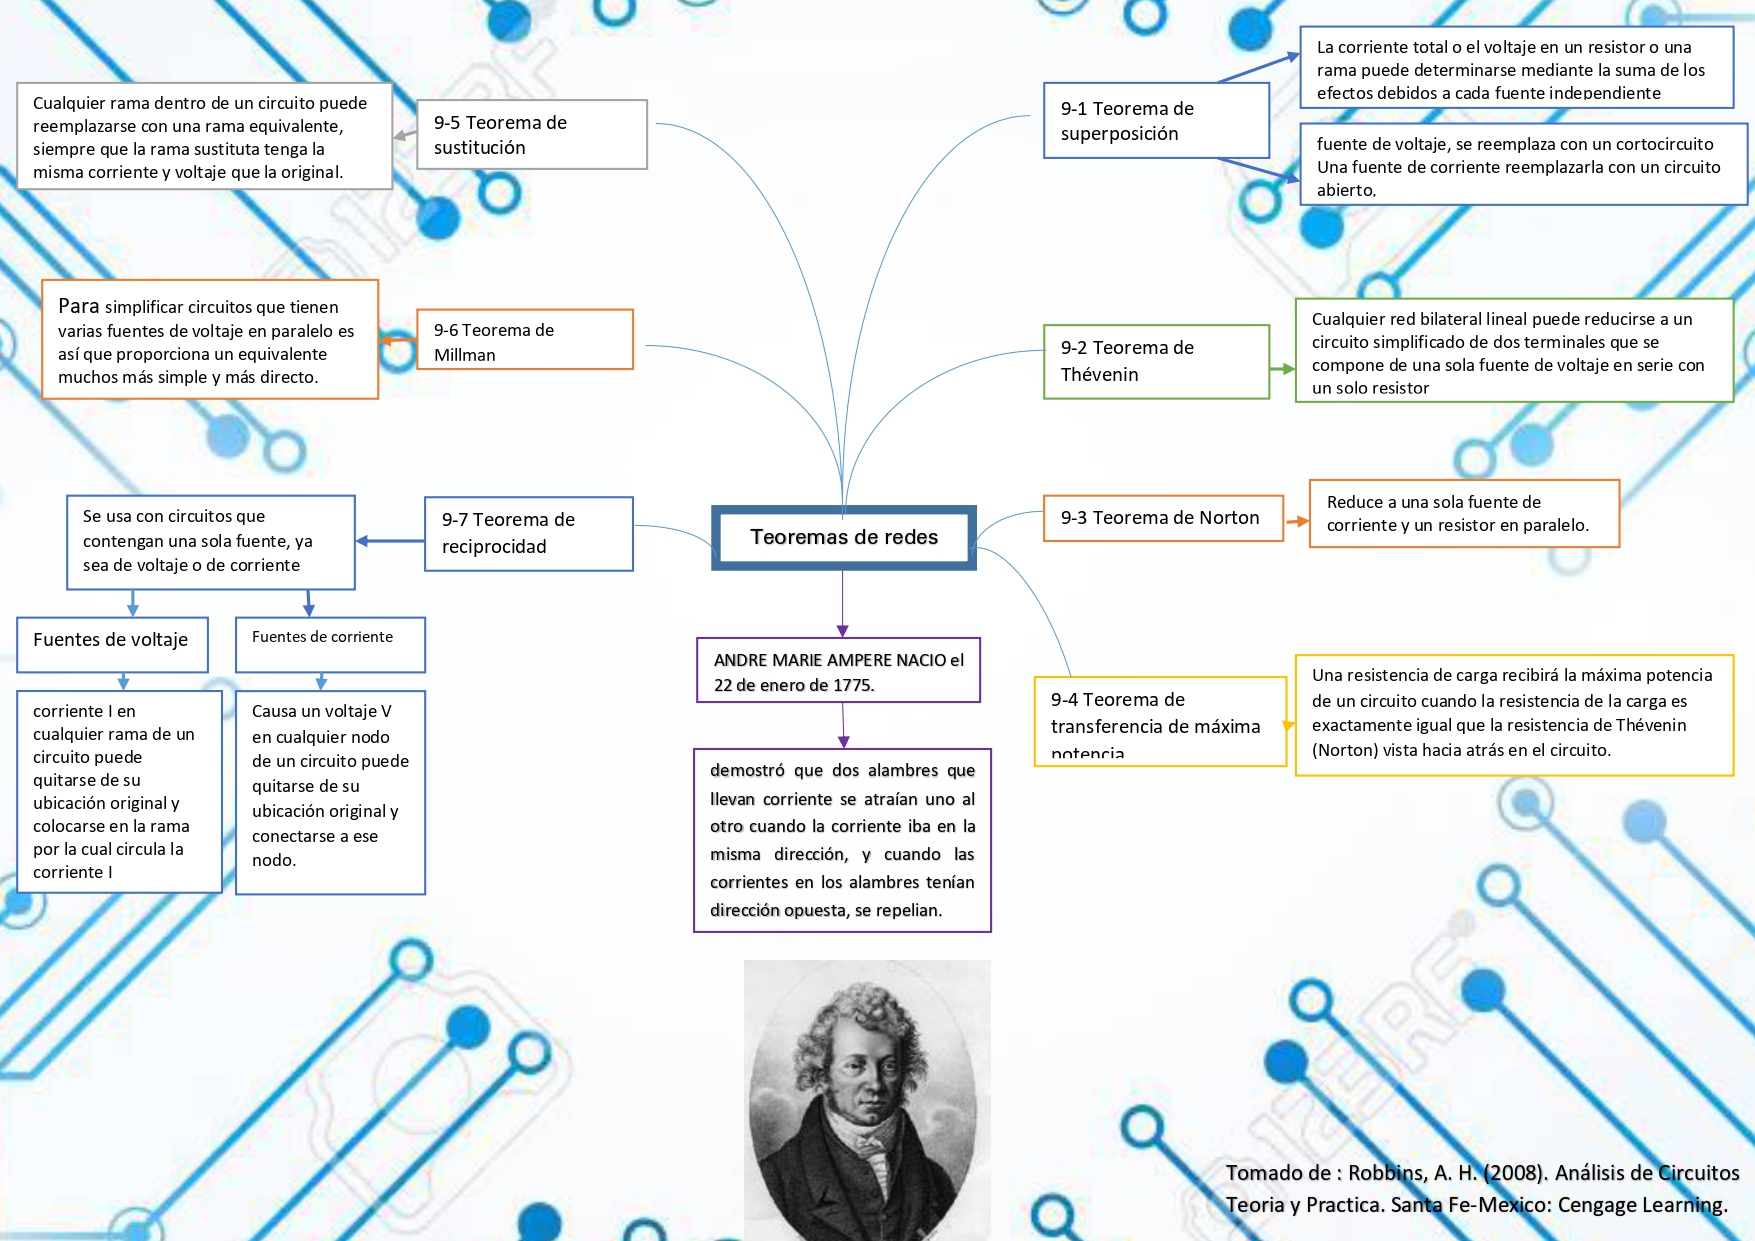 La corriente total o el voltaje en un resistor o una
rama puede determinarse mediante la suma de los
efectos debidos a cada fuente independiente
9-1 Teorema de
superposición
fuente de voltaje, se reemplaza con un cortocircuito
Una fuente de corriente reemplazarla con un circuito
abierto.
Cualquier rama dentro de un circuito puede
reemplazarse con una rama equivalente,
siempre que la rama sustituta tenga la
misma corriente y voltaje que la original.
9-5 Teorema de
sustitución
Para simplificar circuitos que tienen
varias fuentes de voltaje en paralelo es
así que proporciona un equivalente
muchos más simple y más directo.
9-6 Teorema de
Millman
9-2 Teorema de
Thévenin
Cualquier red bilateral lineal puede reducirse a un
circuito simplificado de dos terminales que se
compone de una sola fuente de voltaje en serie con
un solo resistor
Se usa con circuitos que
contengan una sola fuente, ya
sea de voltaje o de corriente
9-7 Teorema de
reciprocidad
Teoremas de redes
9-3 Teorema de Norton
Reduce a una sola fuente de
corriente y un resistor en paralelo.
Fuentes de voltaje
Fuentes de corriente
corriente I en
cualquier rama de un
circuito puede
quitarse de su
ubicación original y
colocarse en la rama
por la cual circula la
corriente I
Causa un voltaje V
en cualquier nodo
de un circuito puede
quitarse de su
ubicación original y
conectarse a ese
nodo.
ANDRE MARIE AMPERE NACIO el
22 de enero de 1775.
demostró que dos alambres que
llevan corriente se atraían uno al
otro cuando la corriente iba en la
misma dirección, y cuando las
corrientes en los alambres tenían
dirección opuesta, se repelian.
9-4 Teorema de
transferencia de máxima
potencia
Una resistencia de carga recibirá la máxima potencia
de un circuito cuando la resistencia de la carga es
exactamente igual que la resistencia de Thévenin
(Norton) vista hacia atrás en el circuito.
Tomado de : Robbins, A. H. (2008). Análisis de Circuitos
Teoria y Practica. Santa Fe-Mexico: Cengage Learning.